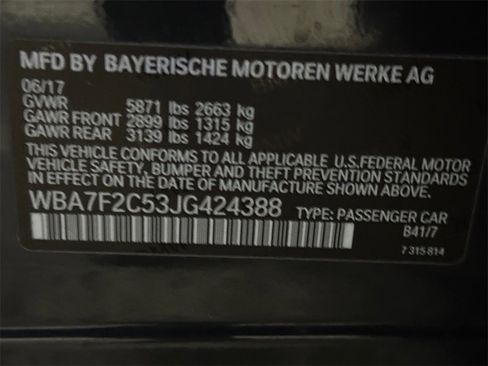 MFD BY BAYERISCHE MOTOREN WERKE AG
06/17
GVWR 5871 lbs 2663 kg
GAWR FRONT 2899 lbs 1315 kg
GAWR REAR 3139 lbs 1424 kg
THIS VEHICLE CONFORMS TO ALL APPLICABLE U.S.FEDERAL MOTOR
VEHICLE SAFETY, BUMPER AND THEFT PREVENTION STANDARDS
IN EFFECT ON THE DATE OF MANUFACTURE SHOWN ABOVE.
WBA7F2C53JG424388 TYPE: PASSENGER CAR
B41/7
7 315 814